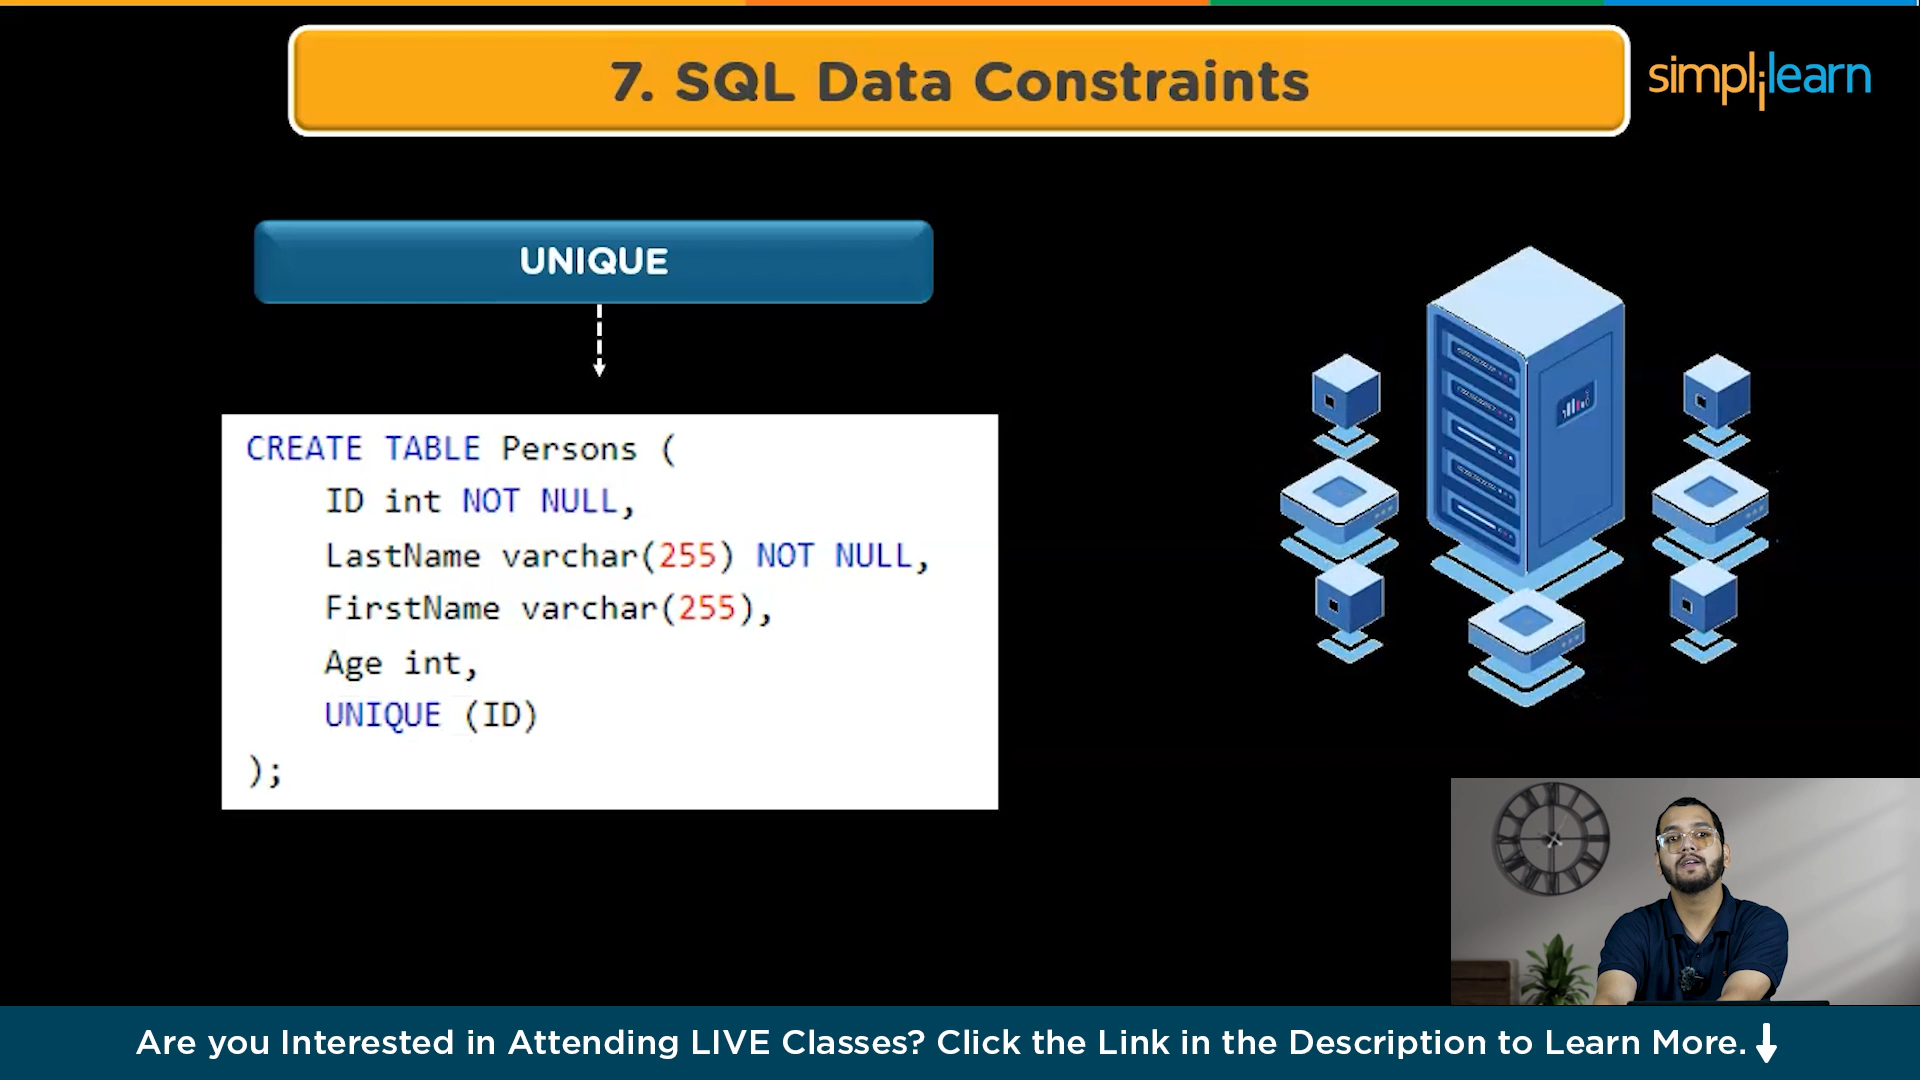 7. SQL Data Constraints
simplilearn
UNIQUE
CREATE TABLE Persons (
ID int NOT NULL,
LastName varchar(255) NOT NULL,
FirstName varchar(255),
Age int,
UNIQUE (ID)
);
Are you Interested in Attending LIVE Classes? Click the Link in the Description to Learn More.